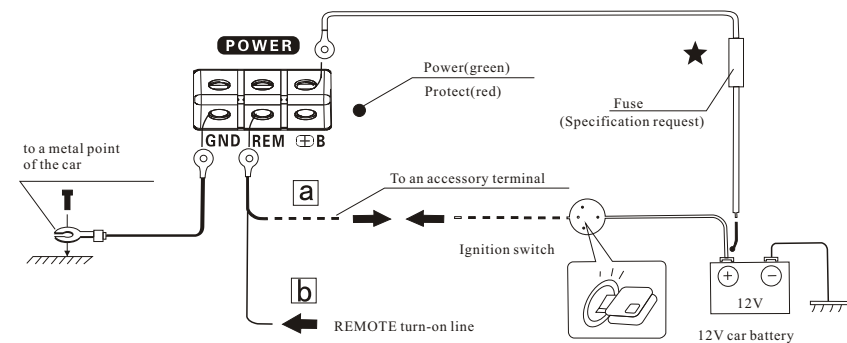 POWER
Power(green)
Protect(red)
Fuse
(Specification request)
GND REM ⊕B
to a metal point
of the car
a
To an accessory terminal
Ignition switch
b
REMOTE turn-on line
+ −
12V
12V car battery